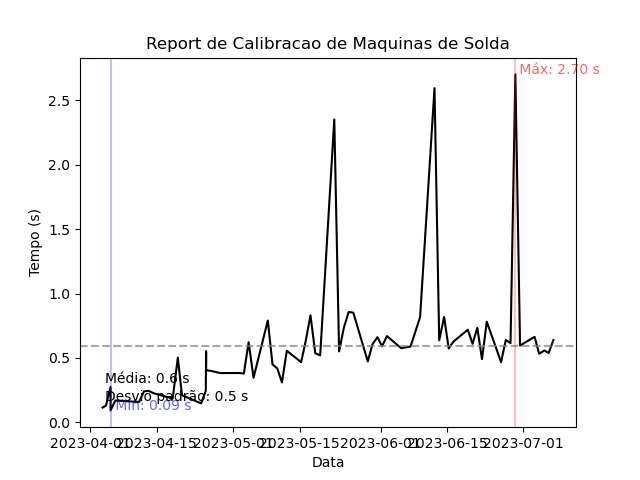 Report de Calibracao de Maquinas de Solda
Máx: 2.70 s
2.5
2.0
Tempo (s)
1.5
1.0
0.5
Média: 0.6 s
Desvio padrão: 0.5 s
Mín: 0.09 s
0.0
2023-04-01 2023-04-15 2023-05-01 2023-05-15 2023-06-01 2023-06-15 2023-07-01
Data